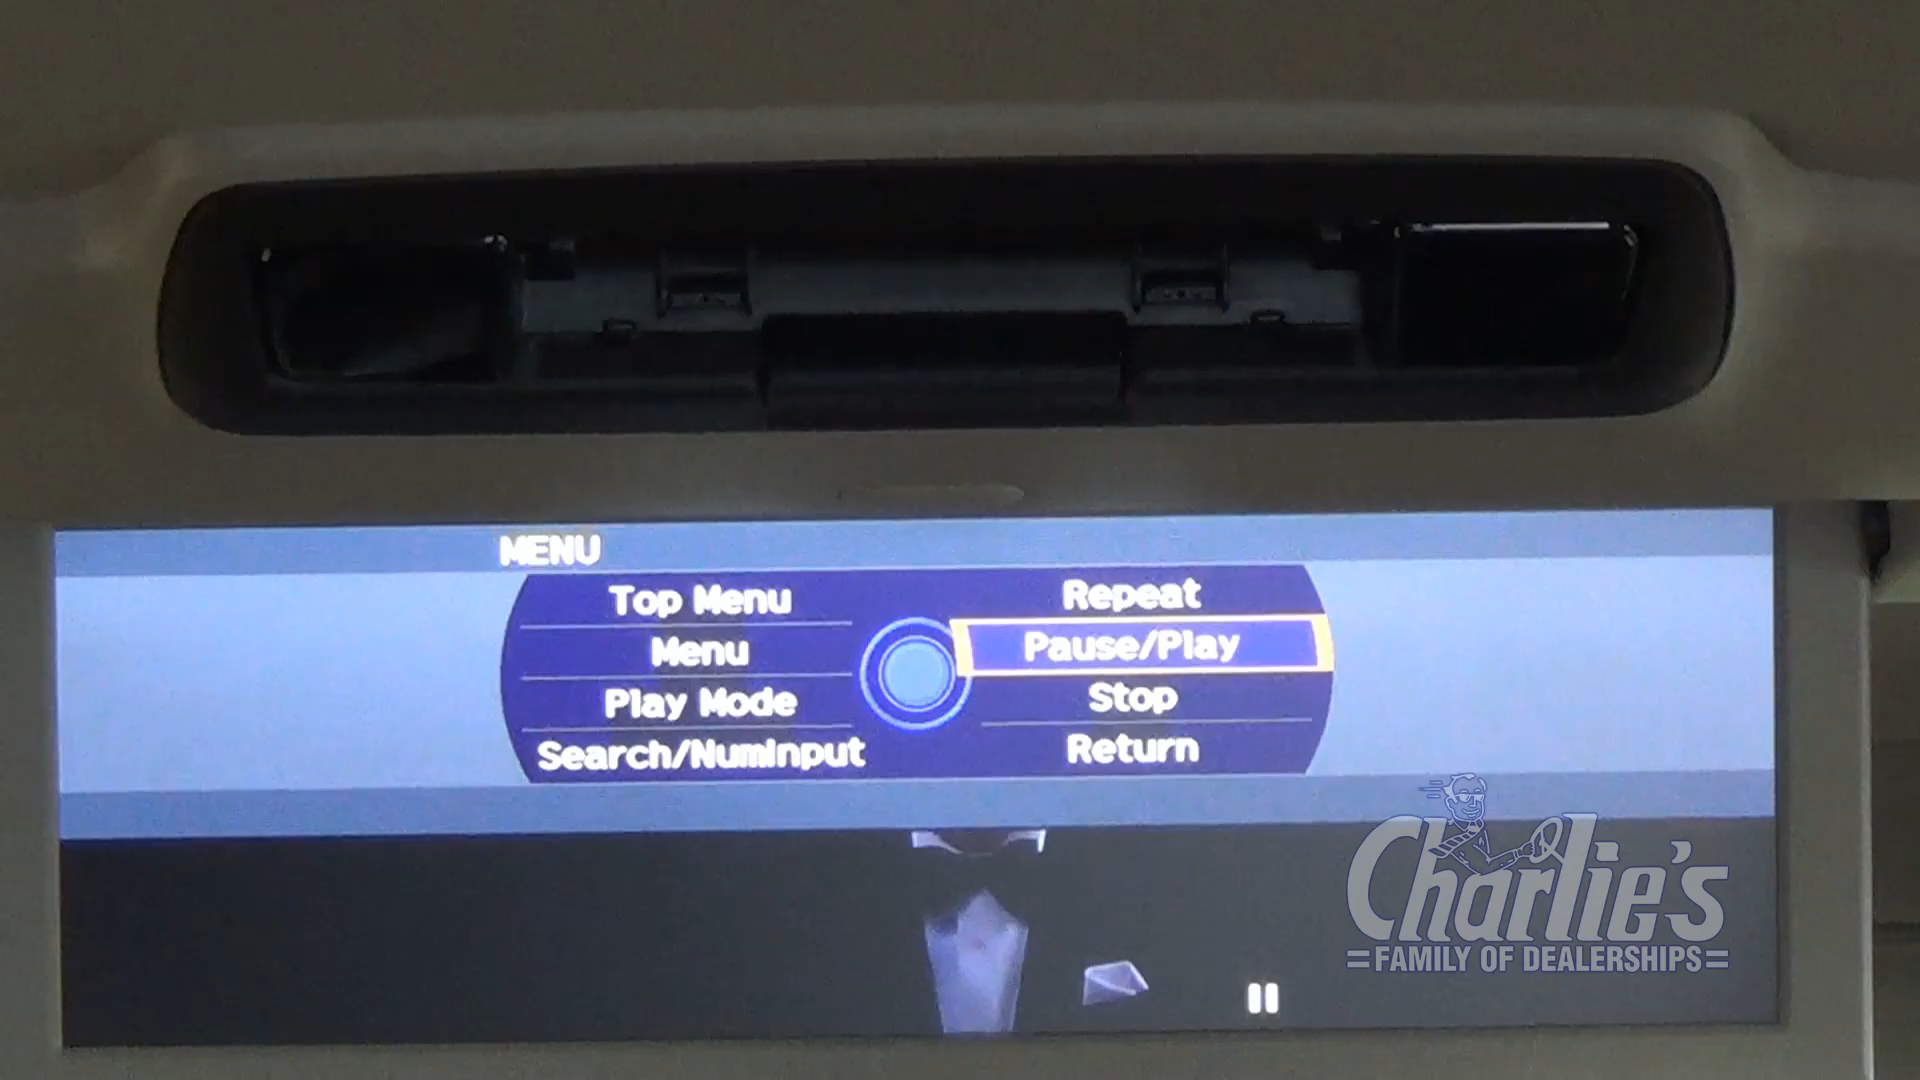 MENU
Top Menu
Menu
Play Mode
Search/NumInput
Repeat
Pause/Play
Stop
Return
Charlie's
FAMILY OF DEALERSHIPS